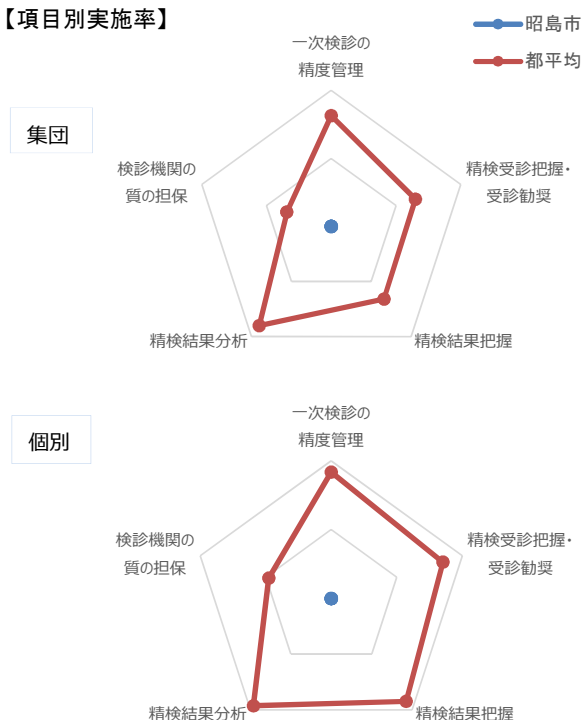 【項目別実施率】
昭島市
都平均
集団
一次検診の
精度管理
精検受診把握・
受診勧奨
精検結果把握
精検結果分析
検診機関の
質の担保
個別
一次検診の
精度管理
精検受診把握・
受診勧奨
精検結果把握
精検結果分析
検診機関の
質の担保